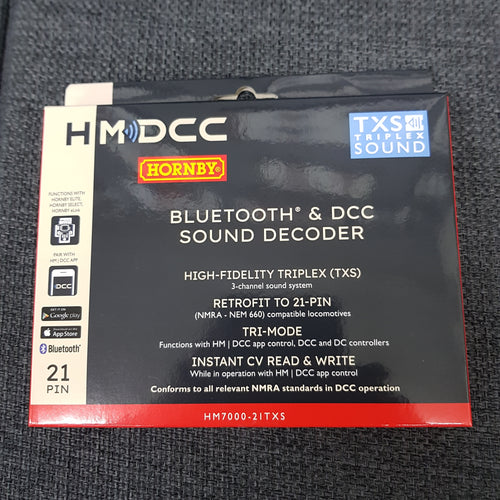 HM DCC
HORNBY®
TXS
TRIPLEX
SOUND
BLUETOOTH® & DCC
SOUND DECODER
HIGH-FIDELITY TRIPLEX (TXS)
3-channel sound system
RETROFIT TO 21-PIN
(NMRA - NEM 660) compatible locomotives
TRI-MODE
Functions with HM | DCC app control, DCC and DC controllers
INSTANT CV READ & WRITE
While in operation with HM | DCC app control
Conforms to all relevant NMRA standards in DCC operation
FUNCTIONS WITH
HORNBY ELITE,
HORNBY SELECT,
HORNBY eLink
PAIR WITH
HM | DCC APP
DCC
GET IT ON
Google play
Download on the
App Store
Bluetooth®
21
PIN
HM7000-21TXS